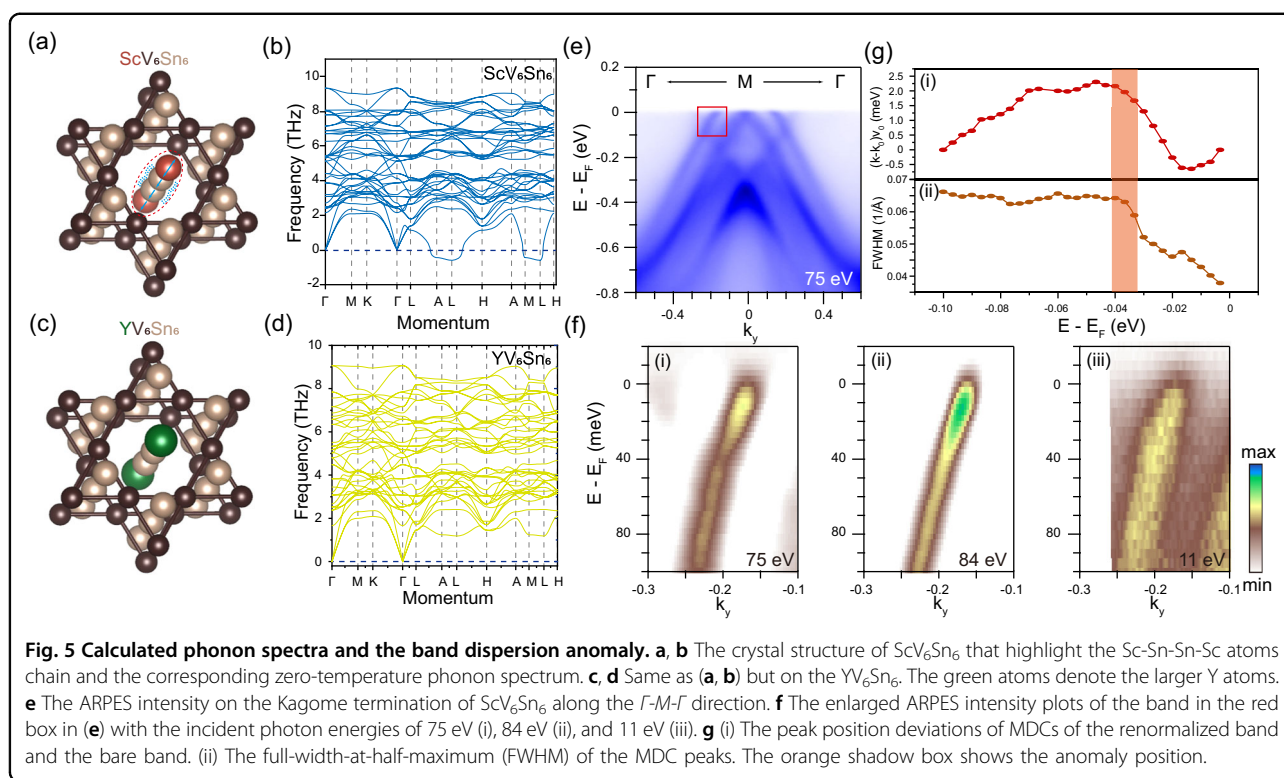 (a)
ScV₆Sn₆
(b)
ScV₆Sn₆
Frequency (THz)
10
8
6
4
2
0
-2
Γ M K Γ L A L H A M L H
Momentum
(c)
YV₆Sn₆
(d)
YV₆Sn₆
Frequency (THz)
10
8
6
4
2
0
Γ M K Γ L A L H A M L H
Momentum
(e)
Γ M Γ
E - E_F (eV)
0
-0.2
-0.4
-0.6
-0.8
75 eV
-0.4 0 0.4
k_y
(g)
(i)
(k-k₀)v₀ (meV)
2.5
2.0
1.5
1.0
0.5
0
-0.5
(ii)
FWHM (1/Å)
0.07
0.06
0.05
0.04
-0.10 -0.08 -0.06 -0.04 -0.02 0
E - E_F (eV)
(f)
(i)
(ii)
(iii)
E - E_F (meV)
0
40
80
75 eV
-0.3 -0.2 -0.1
k_y
0
40
80
84 eV
-0.3 -0.2 -0.1
k_y
0
40
80
11 eV
-0.3 -0.2 -0.1
k_y
max
min
Fig. 5 Calculated phonon spectra and the band dispersion anomaly. a, b The crystal structure of ScV₆Sn₆ that highlight the Sc-Sn-Sn-Sc atoms
chain and the corresponding zero-temperature phonon spectrum. c, d Same as (a, b) but on the YV₆Sn₆. The green atoms denote the larger Y atoms.
e The ARPES intensity on the Kagome termination of ScV₆Sn₆ along the Γ-M-Γ direction. f The enlarged ARPES intensity plots of the band in the red
box in (e) with the incident photon energies of 75 eV (i), 84 eV (ii), and 11 eV (iii). g (i) The peak position deviations of MDCs of the renormalized band
and the bare band. (ii) The full-width-at-half-maximum (FWHM) of the MDC peaks. The orange shadow box shows the anomaly position.